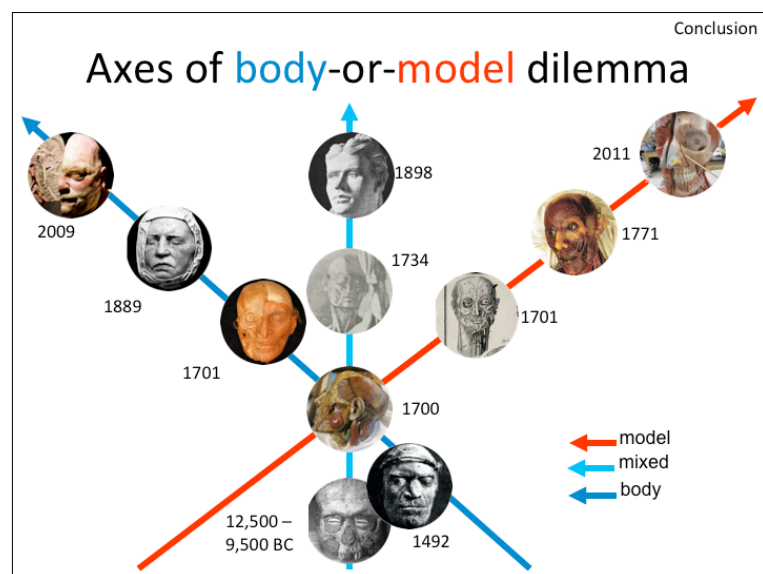 Conclusion
Axes of body-or-model dilemma
2009
1889
1701
1898
1734
2011
1771
1701
1700
12,500 –
9,500 BC
1492
model
mixed
body